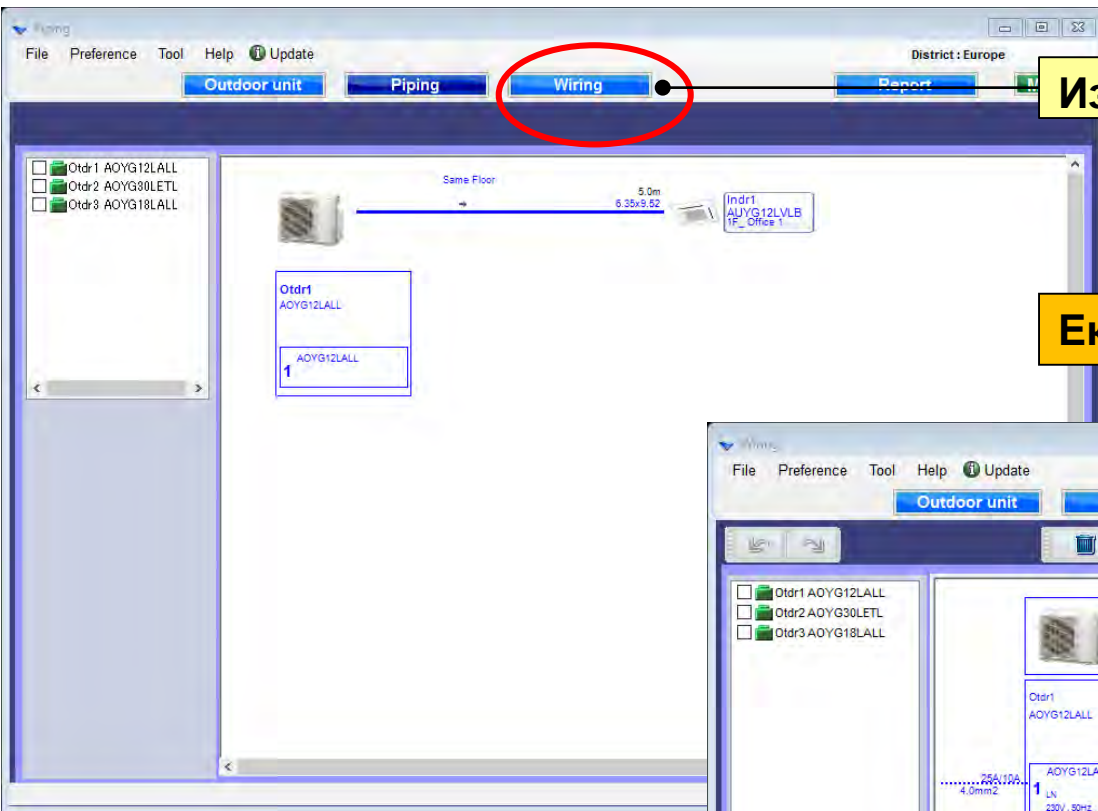 Piping
File Preference Tool Help Update
District : Europe
Outdoor unit Piping Wiring Report
Из
Otdr1 AOYG12LALL
Otdr2 AOYG30LETL
Otdr3 AOYG18LALL
Same Floor
5.0m
6.35x9.52
Indr1
AUYG12LVLB
1F_ Office 1
Otdr1
AOYG12LALL
AOYG12LALL
1
Ек
Wiring
File Preference Tool Help Update
Outdoor unit
Otdr1 AOYG12LALL
Otdr2 AOYG30LETL
Otdr3 AOYG18LALL
Otdr1
AOYG12LALL
25A/10A
4.0mm2
1 LN
230V , 50Hz